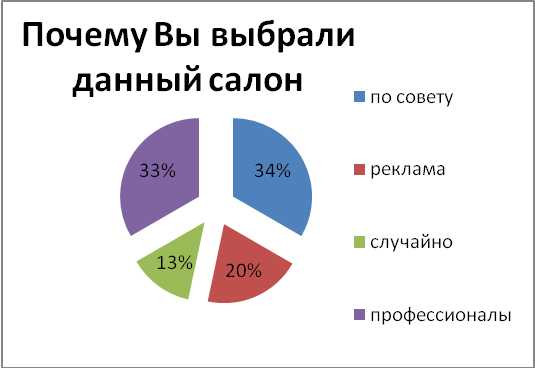 Почему Вы выбрали
данный салон
по совету
реклама
случайно
профессионалы
33%
34%
13%
20%